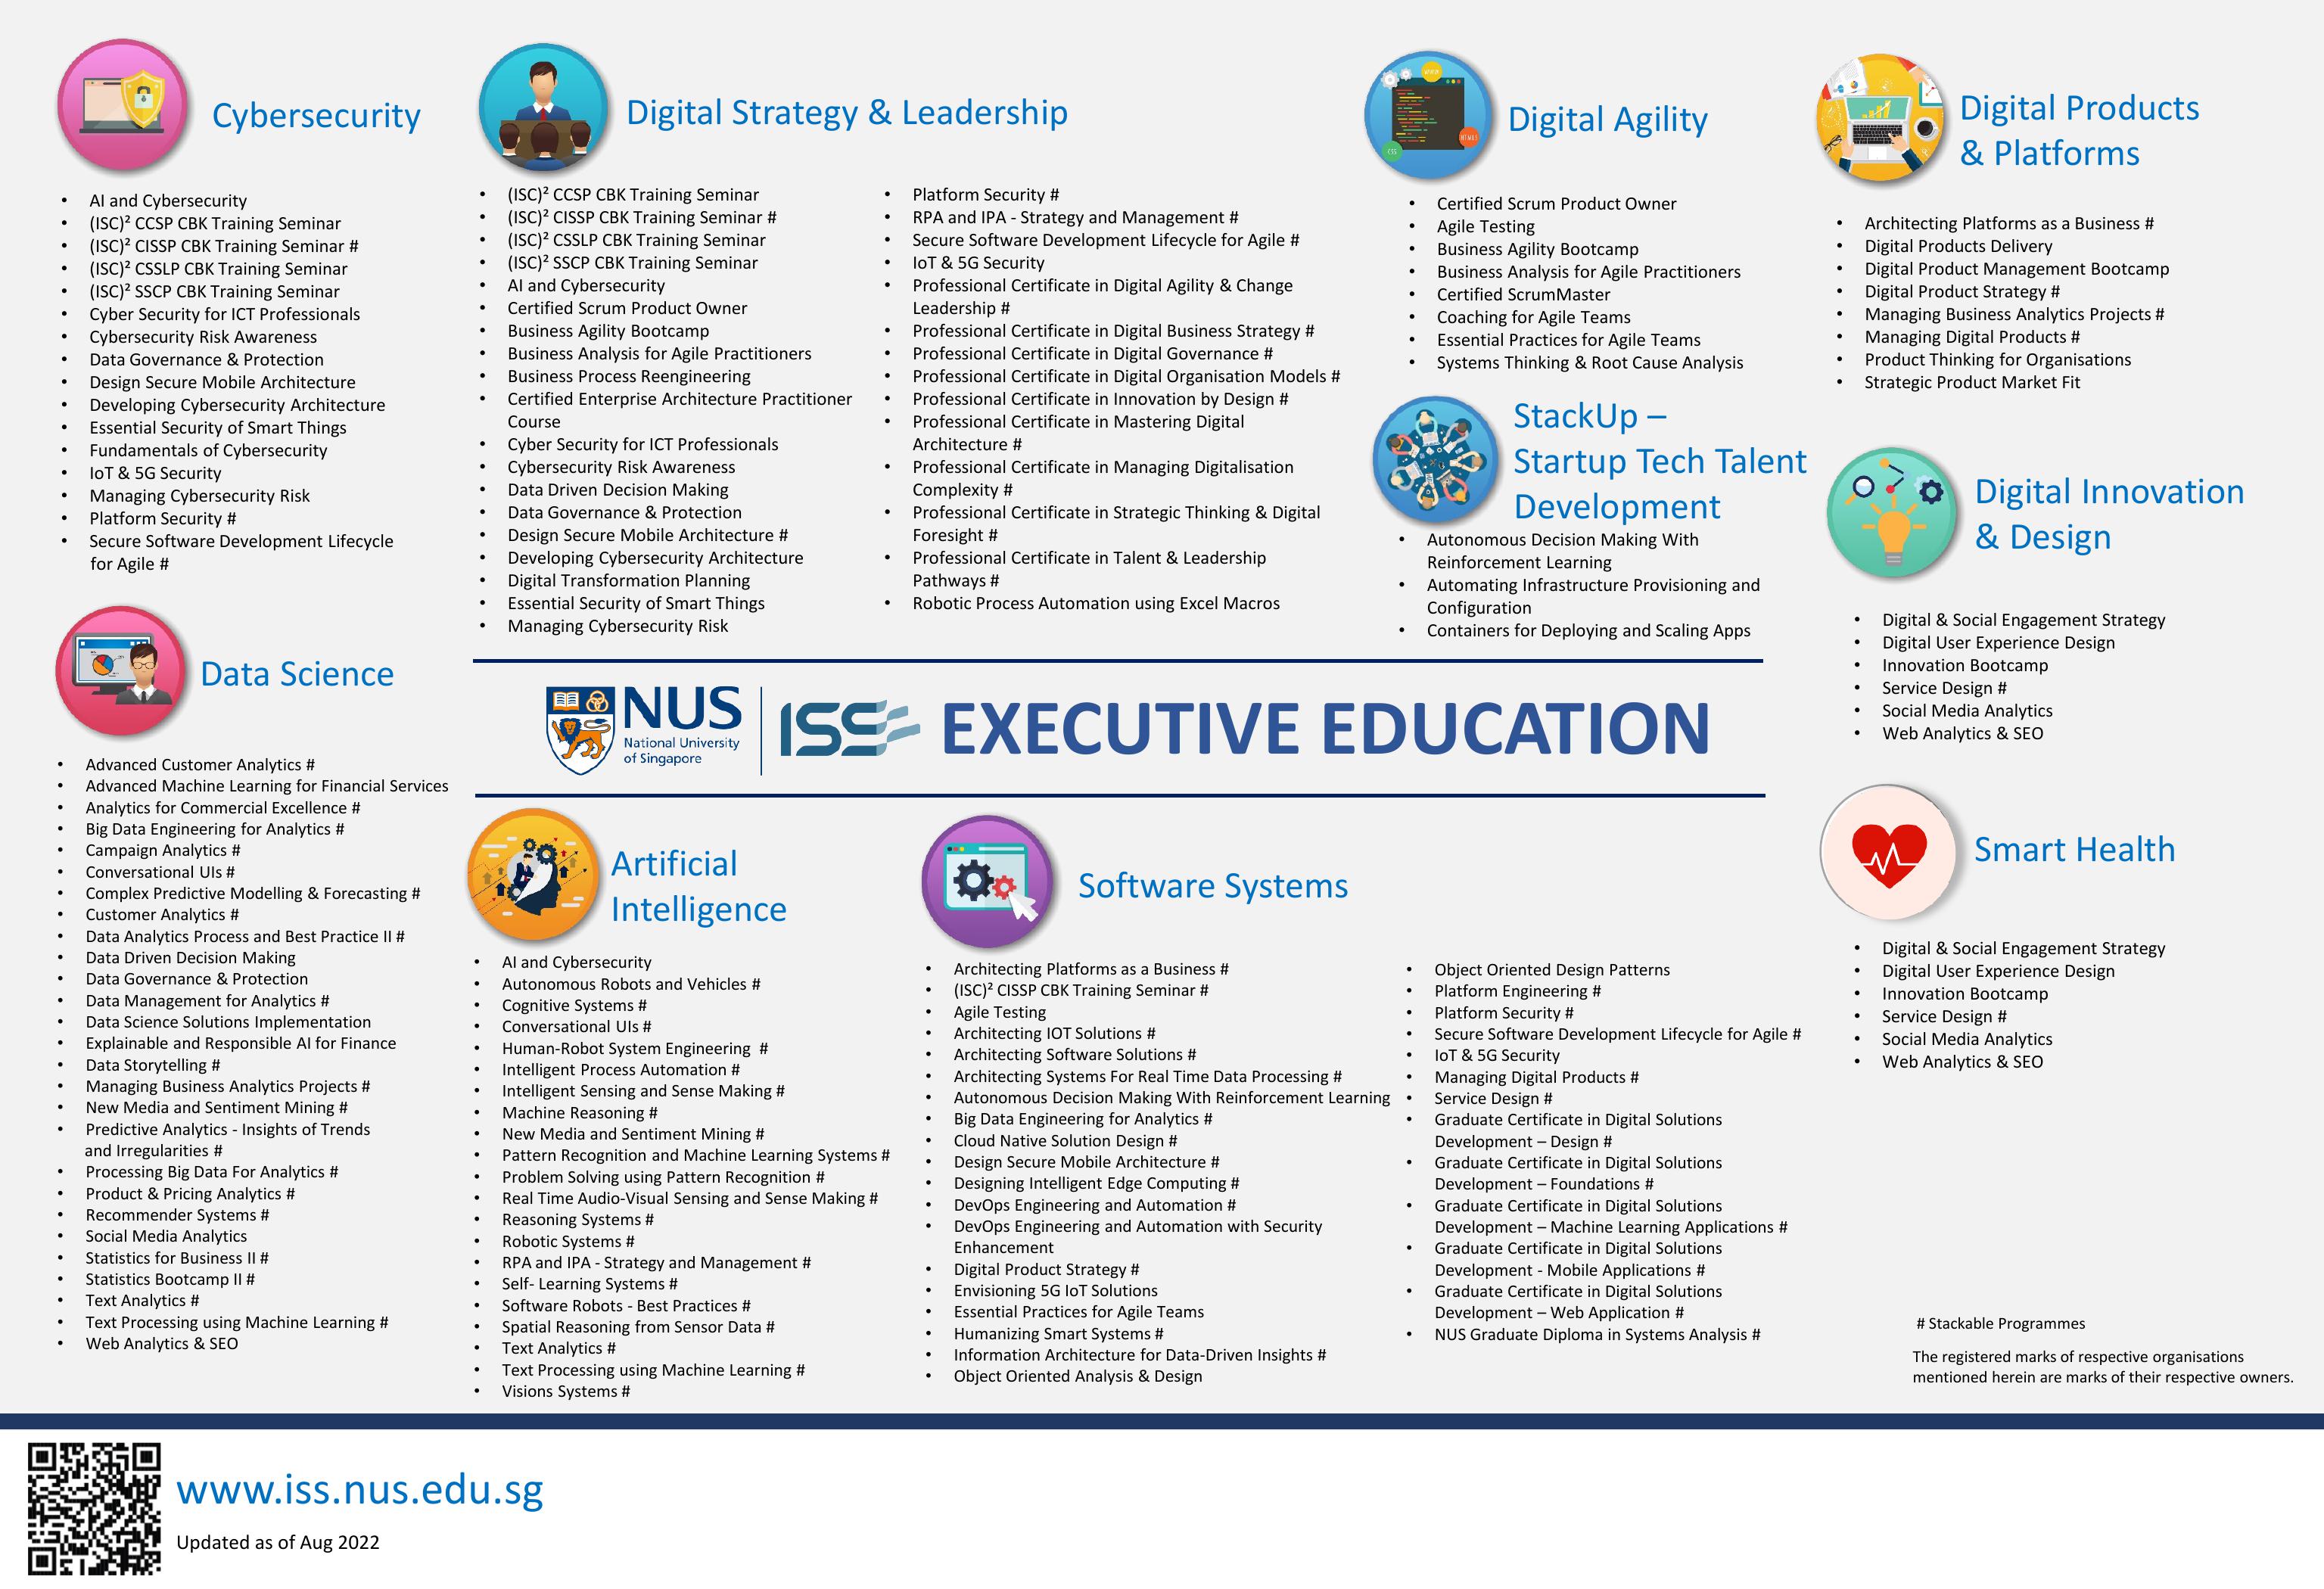 Cybersecurity
• AI and Cybersecurity
• (ISC)² CCSP CBK Training Seminar
• (ISC)² CISSP CBK Training Seminar #
• (ISC)² CSSLP CBK Training Seminar
• (ISC)² SSCP CBK Training Seminar
• Cyber Security for ICT Professionals
• Cybersecurity Risk Awareness
• Data Governance & Protection
• Design Secure Mobile Architecture
• Developing Cybersecurity Architecture
• Essential Security of Smart Things
• Fundamentals of Cybersecurity
• IoT & 5G Security
• Managing Cybersecurity Risk
• Platform Security #
• Secure Software Development Lifecycle
for Agile #
Digital Strategy & Leadership
• (ISC)² CCSP CBK Training Seminar
• (ISC)² CISSP CBK Training Seminar #
• (ISC)² CSSLP CBK Training Seminar
• (ISC)² SSCP CBK Training Seminar
• AI and Cybersecurity
• Certified Scrum Product Owner
• Business Agility Bootcamp
• Business Analysis for Agile Practitioners
• Business Process Reengineering
• Certified Enterprise Architecture Practitioner
Course
• Cyber Security for ICT Professionals
• Cybersecurity Risk Awareness
• Data Driven Decision Making
• Data Governance & Protection
• Design Secure Mobile Architecture #
• Developing Cybersecurity Architecture
• Digital Transformation Planning
• Essential Security of Smart Things
• Managing Cybersecurity Risk
• Platform Security #
• RPA and IPA - Strategy and Management #
• Secure Software Development Lifecycle for Agile #
• IoT & 5G Security
• Professional Certificate in Digital Agility & Change
Leadership #
• Professional Certificate in Digital Business Strategy #
• Professional Certificate in Digital Governance #
• Professional Certificate in Digital Organisation Models #
• Professional Certificate in Innovation by Design #
• Professional Certificate in Mastering Digital
Architecture #
• Professional Certificate in Managing Digitalisation
Complexity #
• Professional Certificate in Strategic Thinking & Digital
Foresight #
• Professional Certificate in Talent & Leadership
Pathways #
• Robotic Process Automation using Excel Macros
WWW
HTML5
CSS
Digital Agility
• Certified Scrum Product Owner
• Agile Testing
• Business Agility Bootcamp
• Business Analysis for Agile Practitioners
• Certified ScrumMaster
• Coaching for Agile Teams
• Essential Practices for Agile Teams
• Systems Thinking & Root Cause Analysis
StackUp –
Startup Tech Talent
Development
• Autonomous Decision Making With
Reinforcement Learning
• Automating Infrastructure Provisioning and
Configuration
• Containers for Deploying and Scaling Apps
Digital Products
& Platforms
• Architecting Platforms as a Business #
• Digital Products Delivery
• Digital Product Management Bootcamp
• Digital Product Strategy #
• Managing Business Analytics Projects #
• Managing Digital Products #
• Product Thinking for Organisations
• Strategic Product Market Fit
Digital Innovation
& Design
• Digital & Social Engagement Strategy
• Digital User Experience Design
• Innovation Bootcamp
• Service Design #
• Social Media Analytics
• Web Analytics & SEO
NUS
National University
of Singapore
ISS
EXECUTIVE EDUCATION
Data Science
• Advanced Customer Analytics #
• Advanced Machine Learning for Financial Services
• Analytics for Commercial Excellence #
• Big Data Engineering for Analytics #
• Campaign Analytics #
• Conversational UIs #
• Complex Predictive Modelling & Forecasting #
• Customer Analytics #
• Data Analytics Process and Best Practice II #
• Data Driven Decision Making
• Data Governance & Protection
• Data Management for Analytics #
• Data Science Solutions Implementation
• Explainable and Responsible AI for Finance
• Data Storytelling #
• Managing Business Analytics Projects #
• New Media and Sentiment Mining #
• Predictive Analytics - Insights of Trends
and Irregularities #
• Processing Big Data For Analytics #
• Product & Pricing Analytics #
• Recommender Systems #
• Social Media Analytics
• Statistics for Business II #
• Statistics Bootcamp II #
• Text Analytics #
• Text Processing using Machine Learning #
• Web Analytics & SEO
Artificial
Intelligence
• AI and Cybersecurity
• Autonomous Robots and Vehicles #
• Cognitive Systems #
• Conversational UIs #
• Human-Robot System Engineering #
• Intelligent Process Automation #
• Intelligent Sensing and Sense Making #
• Machine Reasoning #
• New Media and Sentiment Mining #
• Pattern Recognition and Machine Learning Systems #
• Problem Solving using Pattern Recognition #
• Real Time Audio-Visual Sensing and Sense Making #
• Reasoning Systems #
• Robotic Systems #
• RPA and IPA - Strategy and Management #
• Self- Learning Systems #
• Software Robots - Best Practices #
• Spatial Reasoning from Sensor Data #
• Text Analytics #
• Text Processing using Machine Learning #
• Visions Systems #
Software Systems
• Architecting Platforms as a Business #
• (ISC)² CISSP CBK Training Seminar #
• Agile Testing
• Architecting IOT Solutions #
• Architecting Software Solutions #
• Architecting Systems For Real Time Data Processing #
• Autonomous Decision Making With Reinforcement Learning
• Big Data Engineering for Analytics #
• Cloud Native Solution Design #
• Design Secure Mobile Architecture #
• Designing Intelligent Edge Computing #
• DevOps Engineering and Automation #
• DevOps Engineering and Automation with Security
Enhancement
• Digital Product Strategy #
• Envisioning 5G IoT Solutions
• Essential Practices for Agile Teams
• Humanizing Smart Systems #
• Information Architecture for Data-Driven Insights #
• Object Oriented Analysis & Design
• Object Oriented Design Patterns
• Platform Engineering #
• Platform Security #
• Secure Software Development Lifecycle for Agile #
• IoT & 5G Security
• Managing Digital Products #
• Service Design #
• Graduate Certificate in Digital Solutions
Development – Design #
• Graduate Certificate in Digital Solutions
Development – Foundations #
• Graduate Certificate in Digital Solutions
Development – Machine Learning Applications #
• Graduate Certificate in Digital Solutions
Development - Mobile Applications #
• Graduate Certificate in Digital Solutions
Development – Web Application #
• NUS Graduate Diploma in Systems Analysis #
Smart Health
• Digital & Social Engagement Strategy
• Digital User Experience Design
• Innovation Bootcamp
• Service Design #
• Social Media Analytics
• Web Analytics & SEO
# Stackable Programmes
The registered marks of respective organisations
mentioned herein are marks of their respective owners.
www.iss.nus.edu.sg
Updated as of Aug 2022